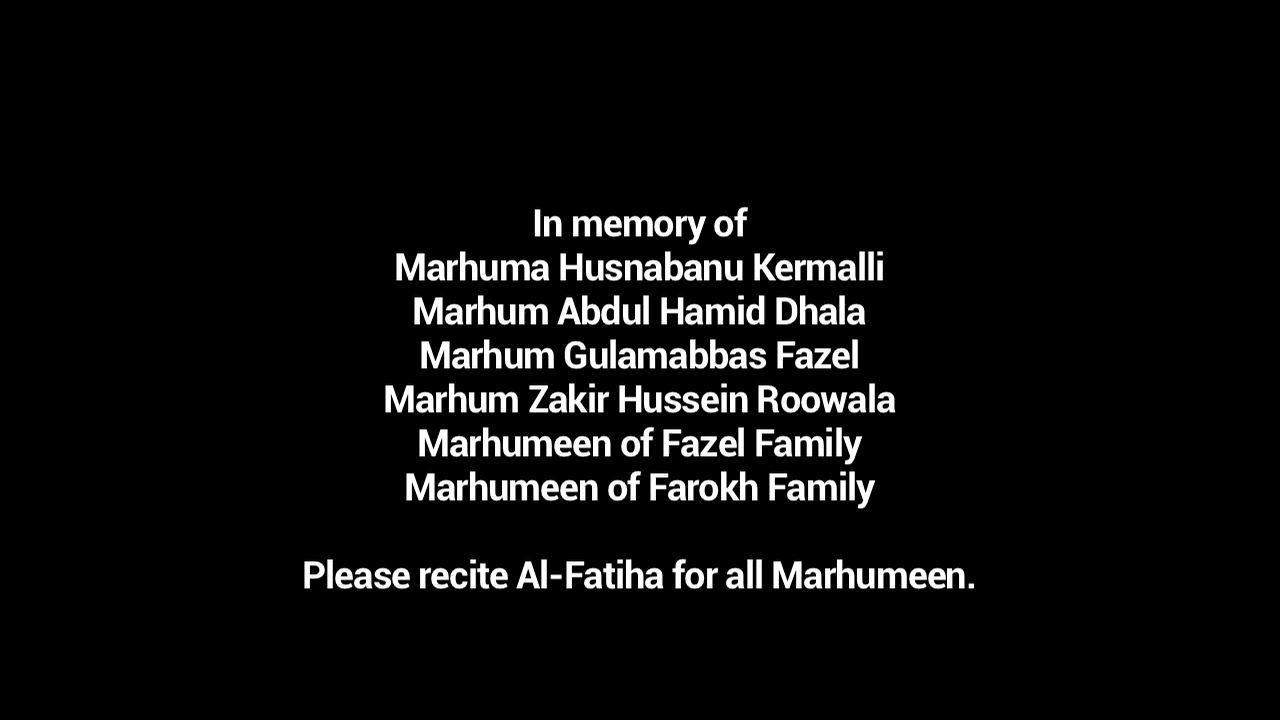 In memory of
Marhuma Husnabanu Kermalli
Marhum Abdul Hamid Dhala
Marhum Gulamabbas Fazel
Marhum Zakir Hussein Roowala
Marhumeen of Fazel Family
Marhumeen of Farokh Family
Please recite Al-Fatiha for all Marhumeen.